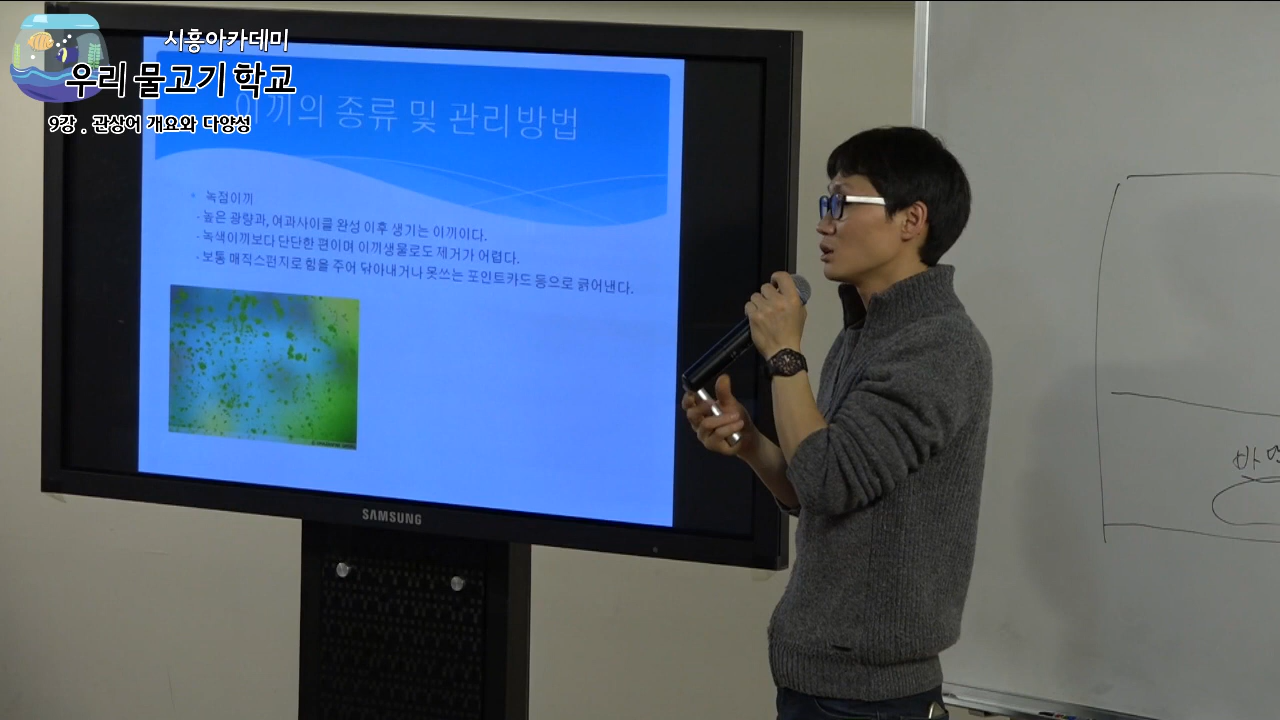 시흥아카데미
우리 물고기 학교
9강 . 관상어 개요와 다양성
이끼의 종류 및 관리방법
녹점이끼
- 높은 광량과, 여과사이클 완성 이후 생기는 이끼이다.
- 녹색이끼보다 단단한 편이며 이끼생물로도 제거가 어렵다.
- 보통 매직스펀지로 힘을 주어 닦아내거나 못쓰는 포인트카드 등으로 긁어낸다.
SAMSUNG